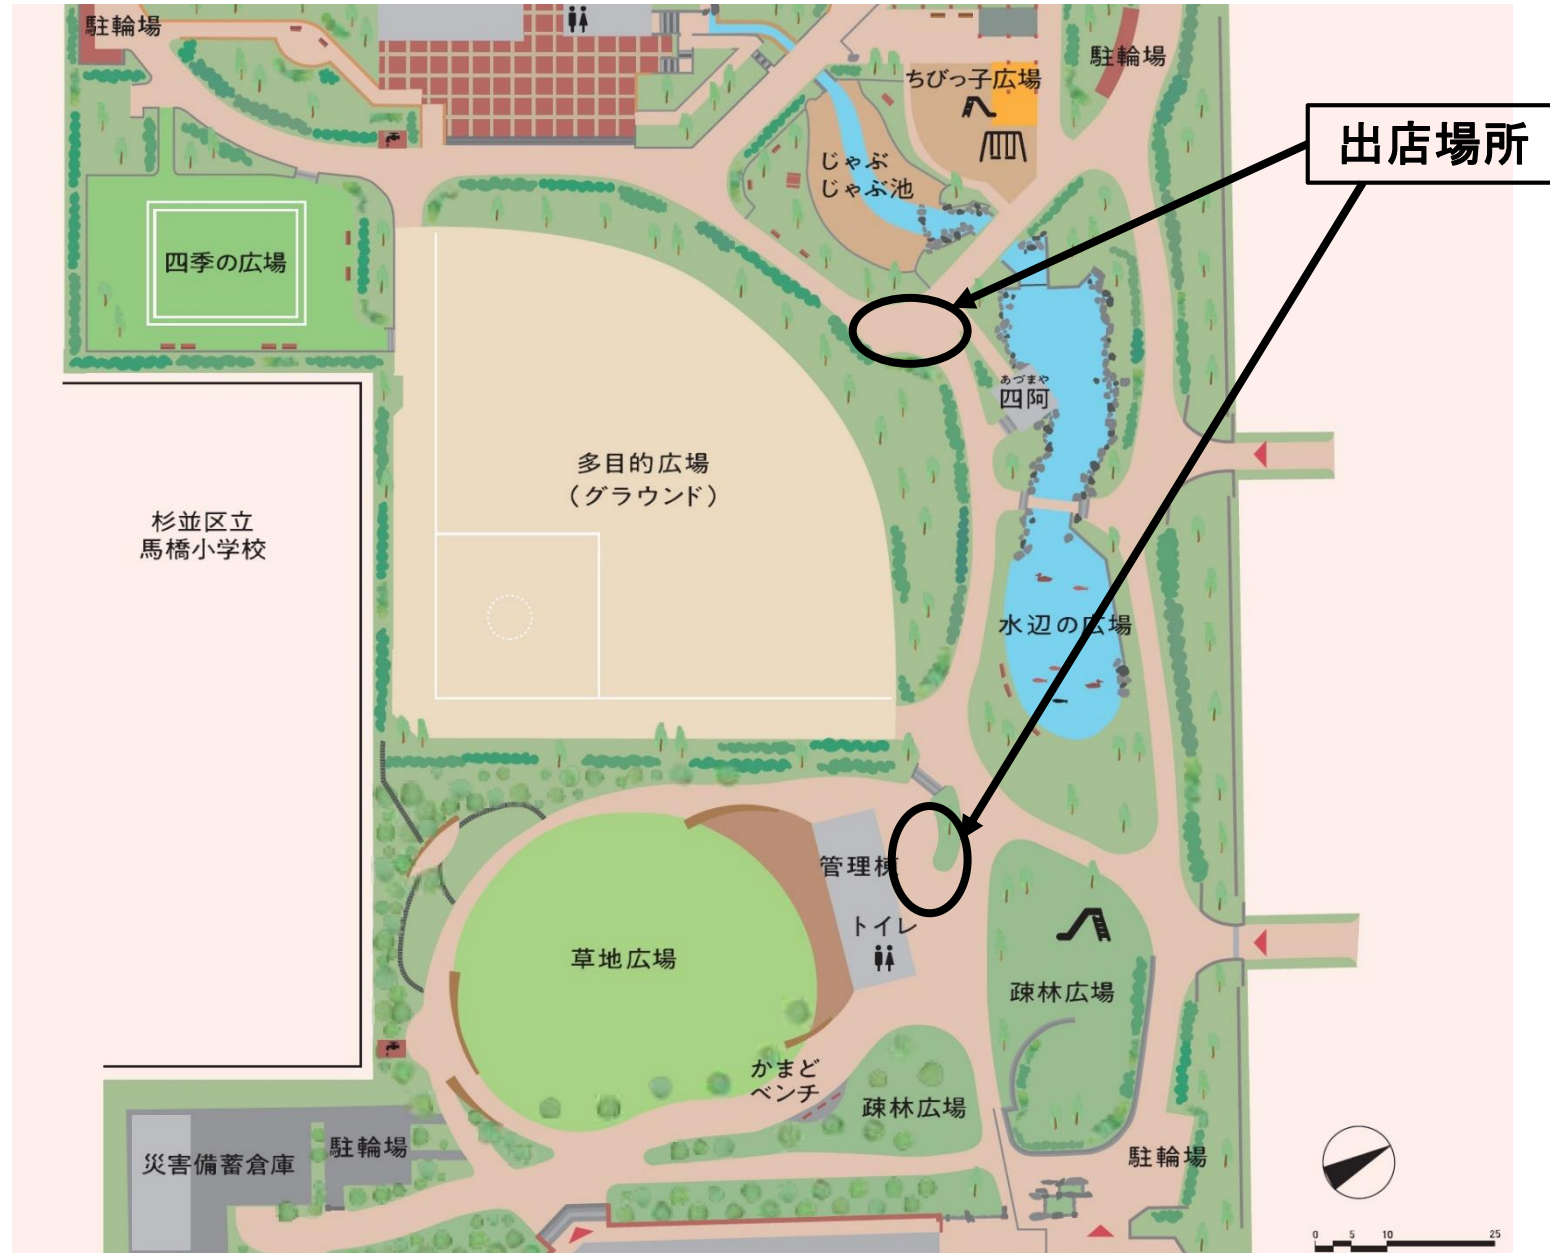 駐輪場
ちびっ子広場
駐輪場
出店場所
じゃぶ
じゃぶ池
四季の広場
あづまや
四阿
多目的広場
（グラウンド）
杉並区立
馬橋小学校
水辺の広場
管理棟
トイレ
草地広場
疎林広場
かまど
ベンチ
疎林広場
駐輪場
災害備蓄倉庫
駐輪場
0 5 10 25